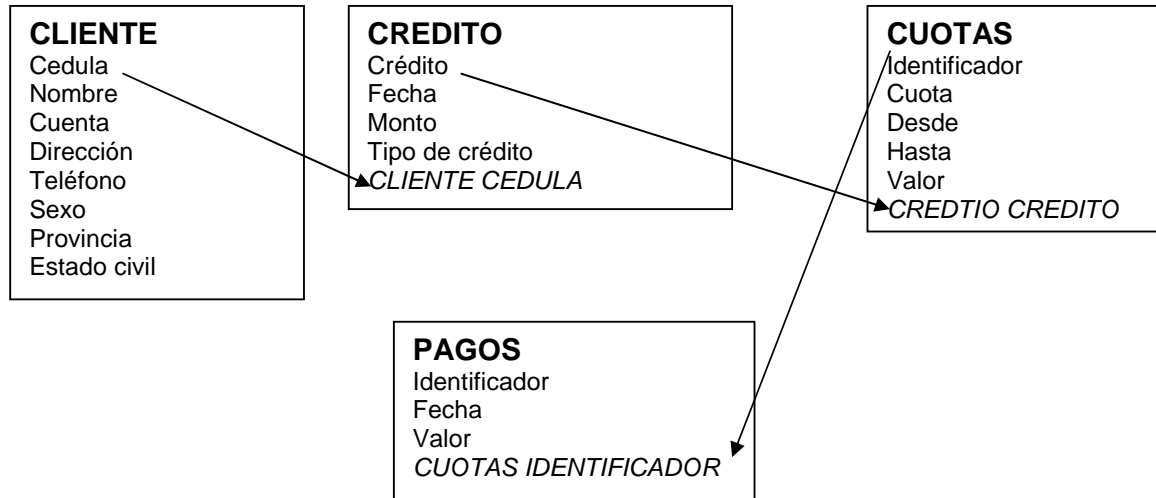 CLIENTE
Cedula
Nombre
Cuenta
Dirección
Teléfono
Sexo
Provincia
Estado civil
CREDITO
Crédito
Fecha
Monto
Tipo de crédito
CLIENTE CEDULA
CUOTAS
Identificador
Cuota
Desde
Hasta
Valor
CREDTIO CREDITO
PAGOS
Identificador
Fecha
Valor
CUOTAS IDENTIFICADOR